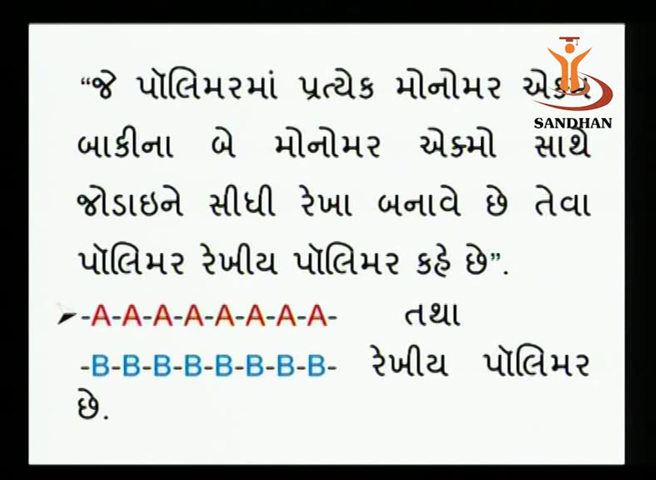 “જે પૉલિમરમાં પ્રત્યેક મોનોમર એકમ
SANDHAN
બાકીના બે મોનોમર એકમો સાથે
જોડાઇને સીધી રેખા બનાવે છે તેવા
પૉલિમર રેખીય પૉલિમર કહે છે”.
➤-A-A-A-A-A-A-A-A- તથા
-B-B-B-B-B-B-B-B- રેખીય પૉલિમર
છે.